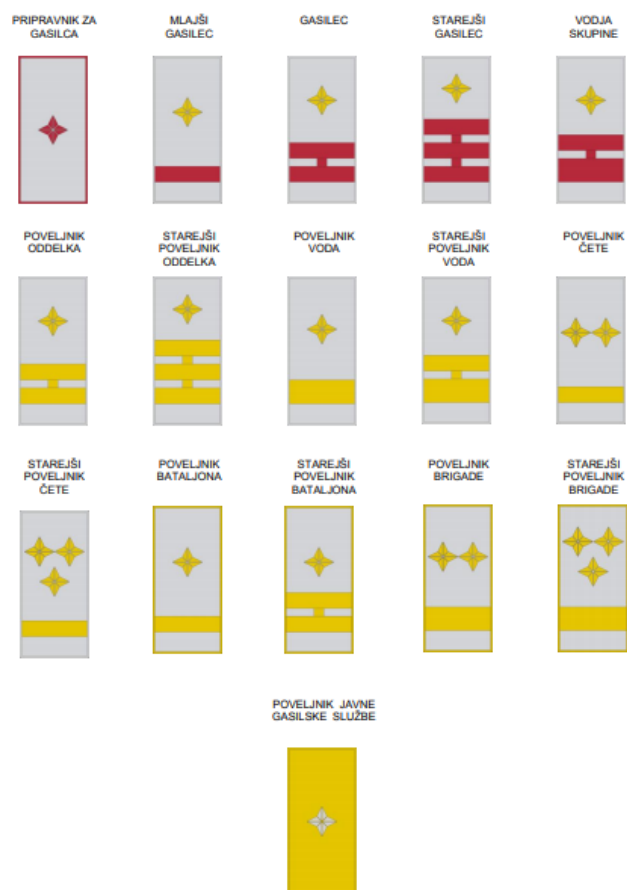 PRIPRAVNIK ZA
GASILCA
MLAJŠI
GASILEC
GASILEC
STAREJŠI
GASILEC
VODJA
SKUPINE
POVELJNIK
ODDELKA
STAREJŠI
POVELJNIK
ODDELKA
POVELJNIK
VODA
STAREJŠI
POVELJNIK
VODA
POVELJNIK
ČETE
STAREJŠI
POVELJNIK
ČETE
POVELJNIK
BATALJONA
STAREJŠI
POVELJNIK
BATALJONA
POVELJNIK
BRIGADE
STAREJŠI
POVELJNIK
BRIGADE
POVELJNIK JAVNE
GASILSKE SLUŽBE